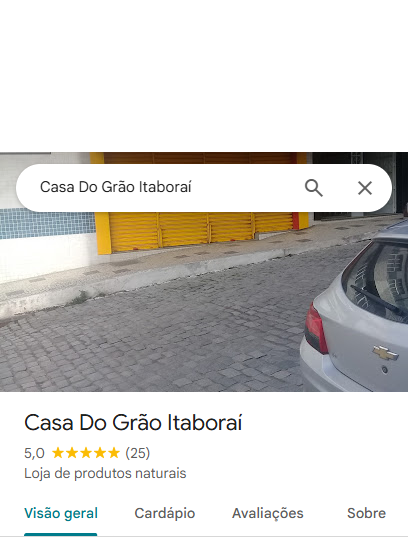 Casa Do Grão Itaboraí
Casa Do Grão Itaboraí
5,0 ★★★★★ (25)
Loja de produtos naturais
Visão geral Cardápio Avaliações Sobre